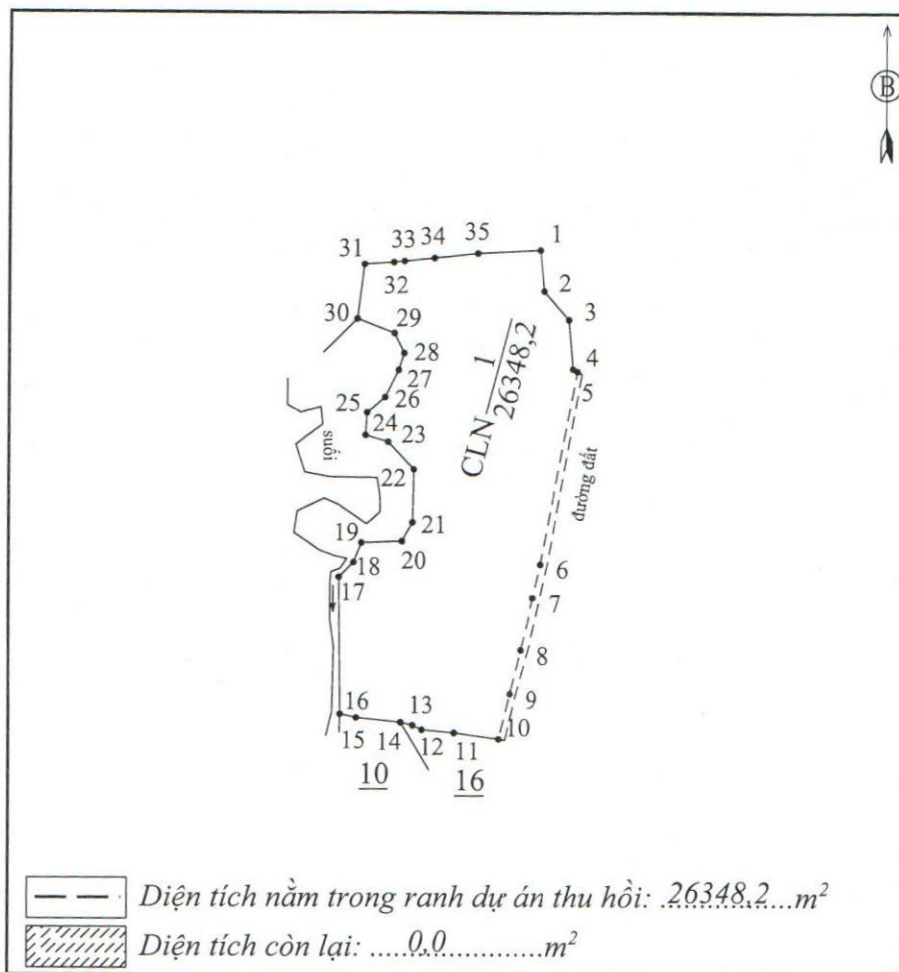 B
31 33 34 35 1
32
2
30 29 3
28 4
27 5
25 26
24 23
22
21
19 20
18
17
6
7
8
9
16 13 10
15 14 12 11
10 16
CLN 1
26348,2
suối
đường đất
Diện tích nằm trong ranh dự án thu hồi: 26348,2 m²
Diện tích còn lại: 0,0 m²